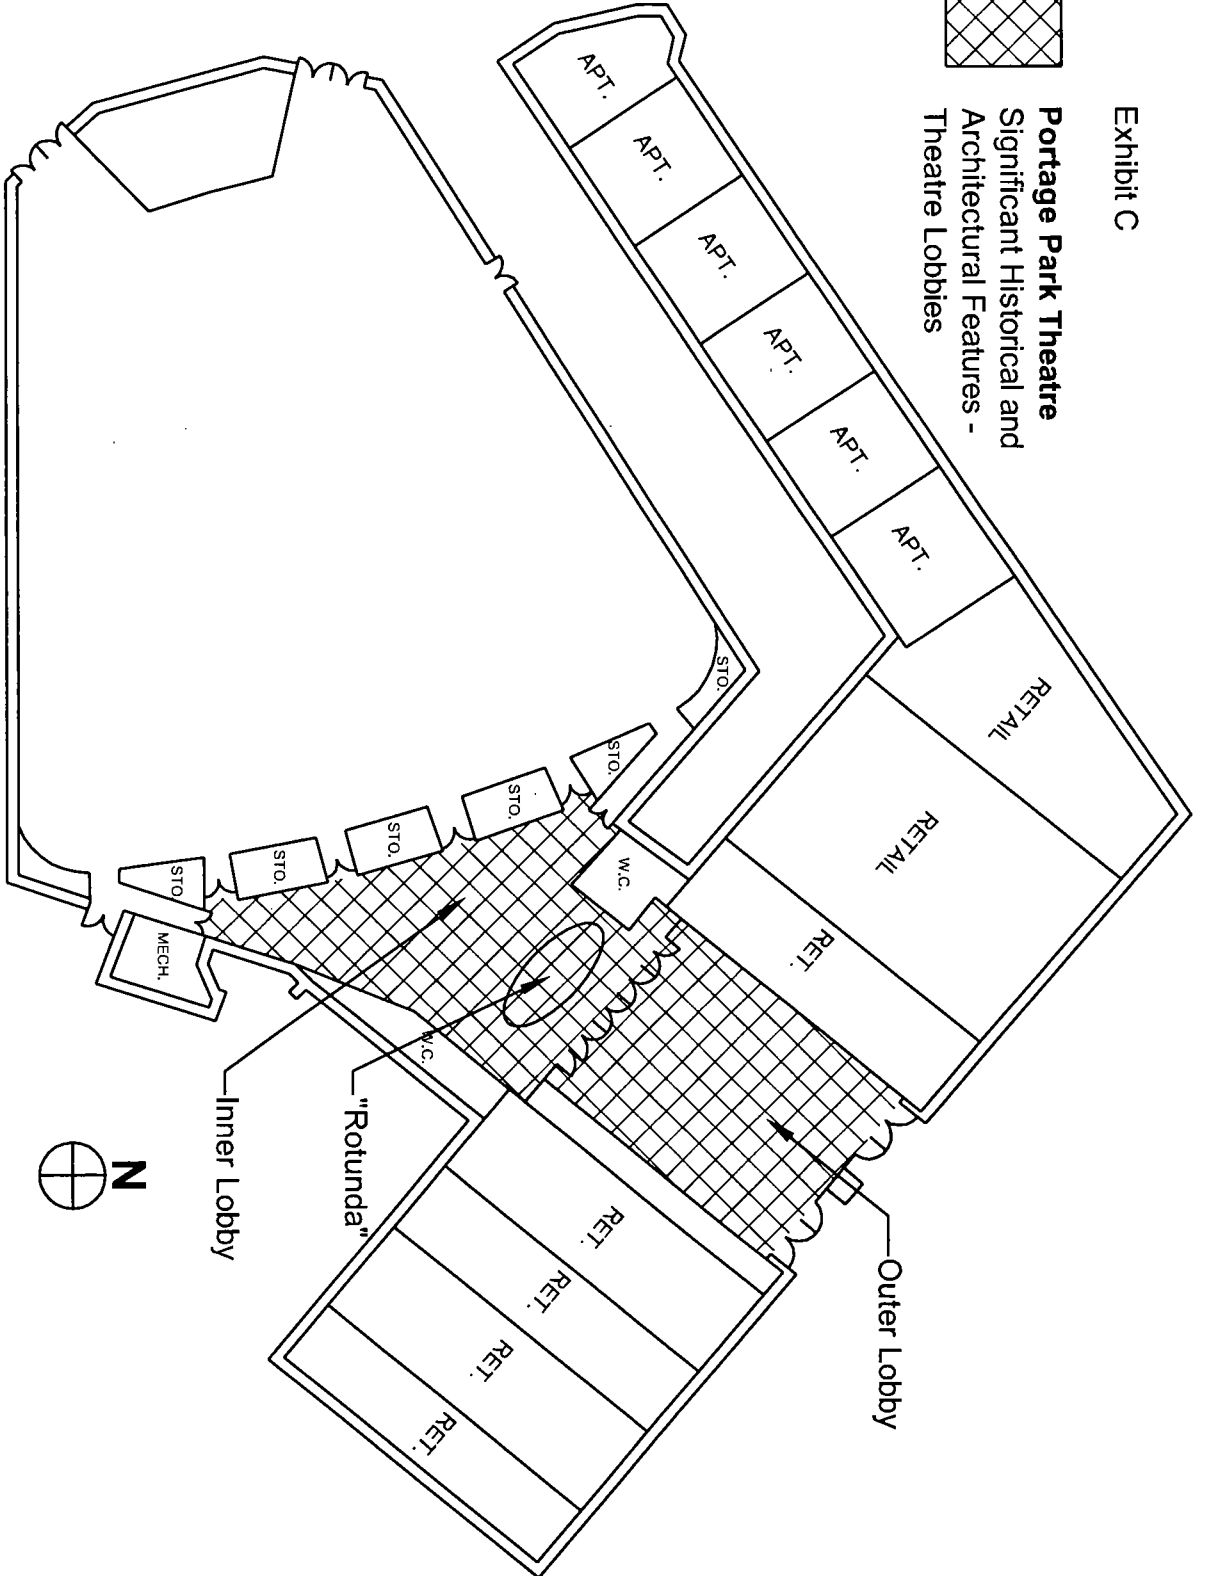 Exhibit C
Portage Park Theatre
Significant Historical and
Architectural Features -
Theatre Lobbies
APT.
APT.
APT.
APT.
APT.
APT.
RETAIL
RETAIL
RET.
STO.
STO.
STO.
STO.
STO.
STO.
W.C.
MECH.
W.C.
Outer Lobby
"Rotunda"
Inner Lobby
RET.
RET.
RET.
RET.
N